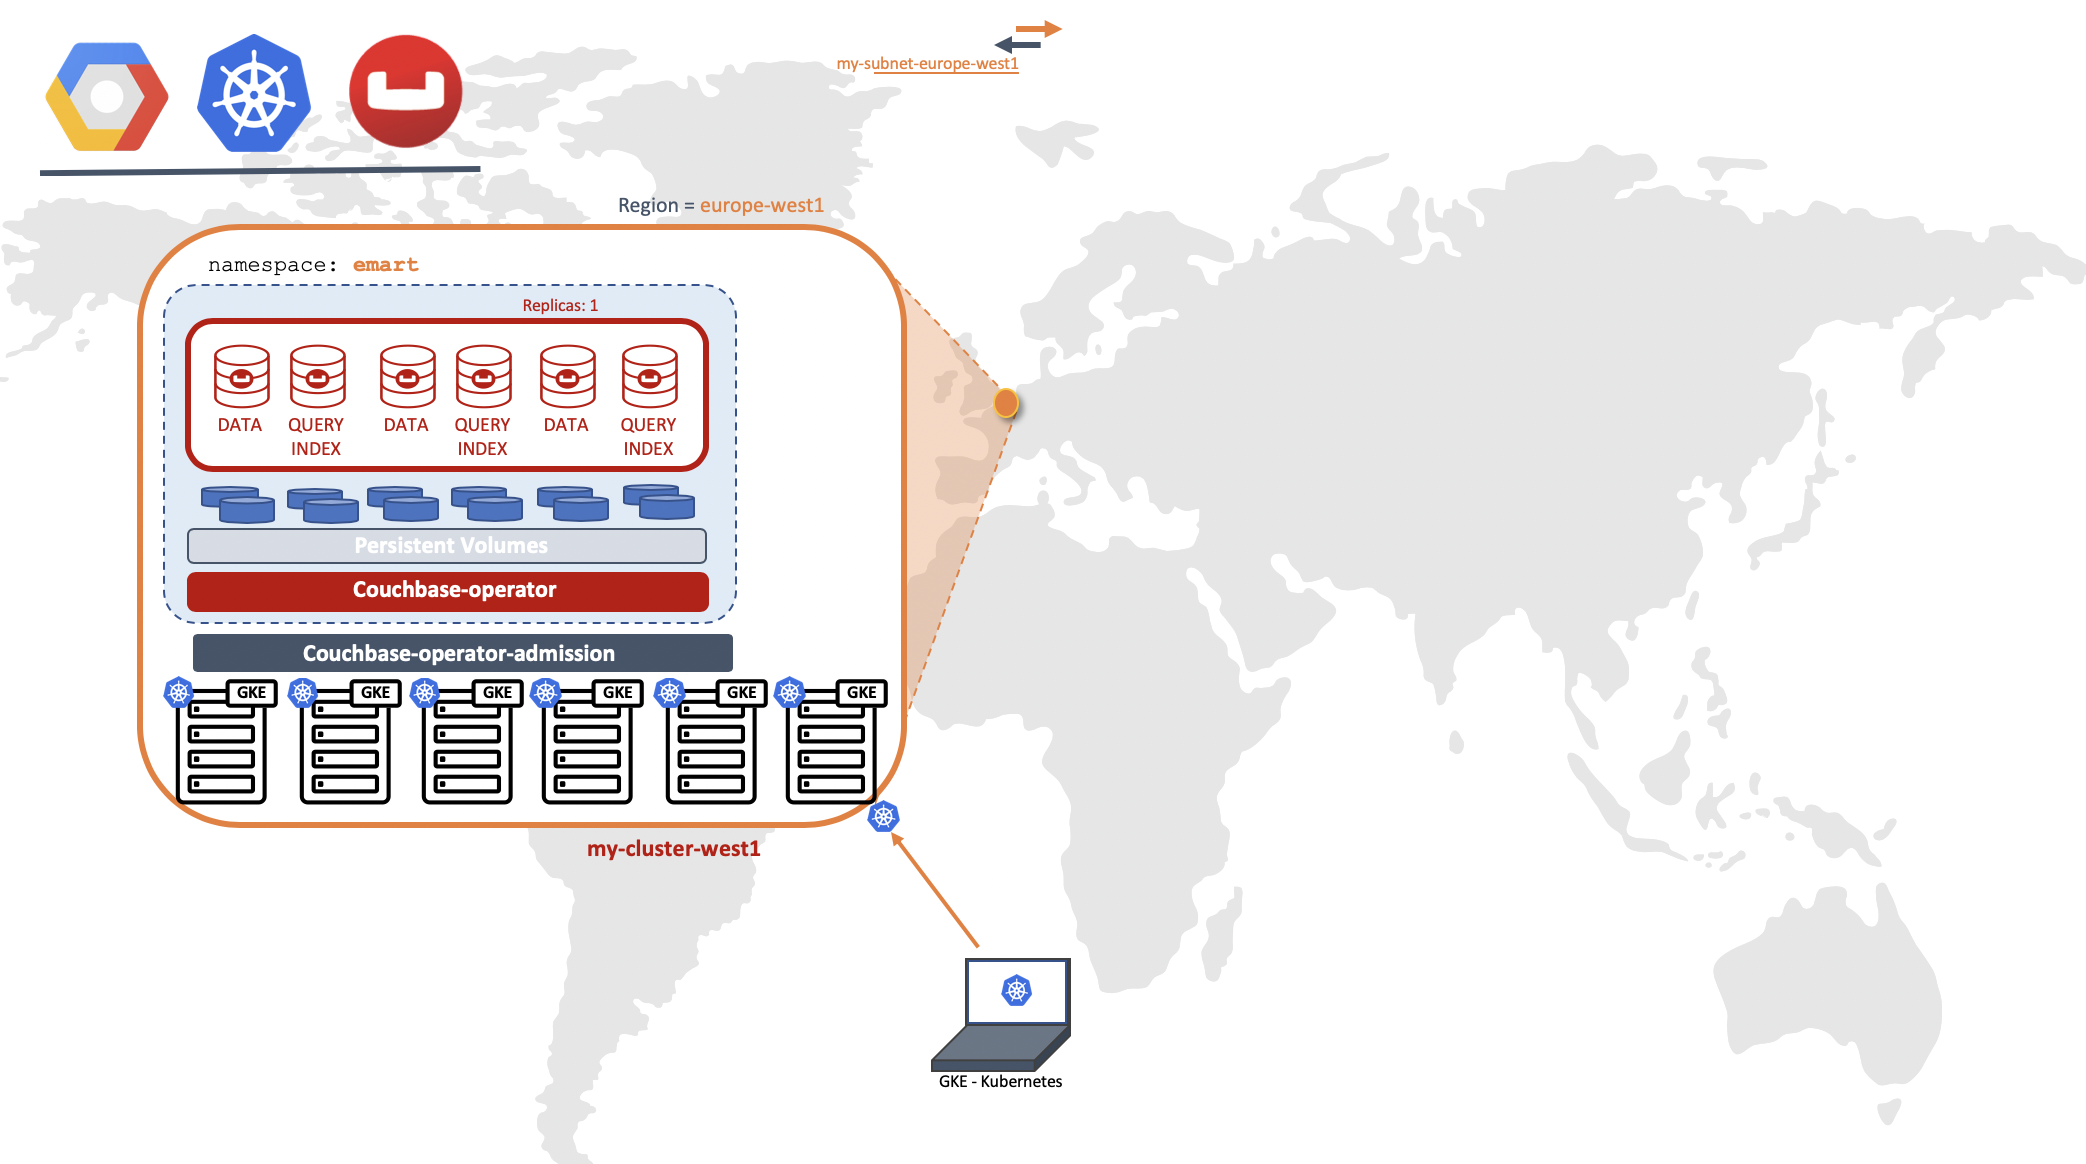 my-subnet-europe-west1
Region = europe-west1
namespace: emart
Replicas: 1
DATA QUERY DATA QUERY DATA QUERY
INDEX INDEX INDEX
Persistent Volumes
Couchbase-operator
Couchbase-operator-admission
GKE GKE GKE GKE GKE GKE
my-cluster-west1
GKE - Kubernetes